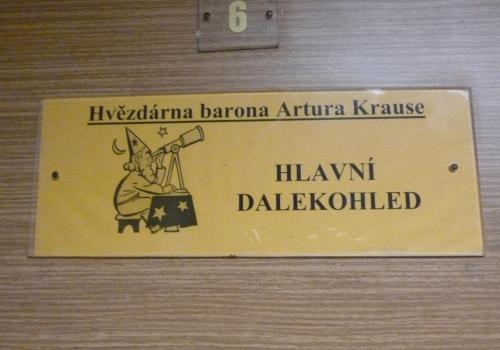 6
Hvězdárna barona Artura Krause
HLAVNÍ
DALEKOHLED